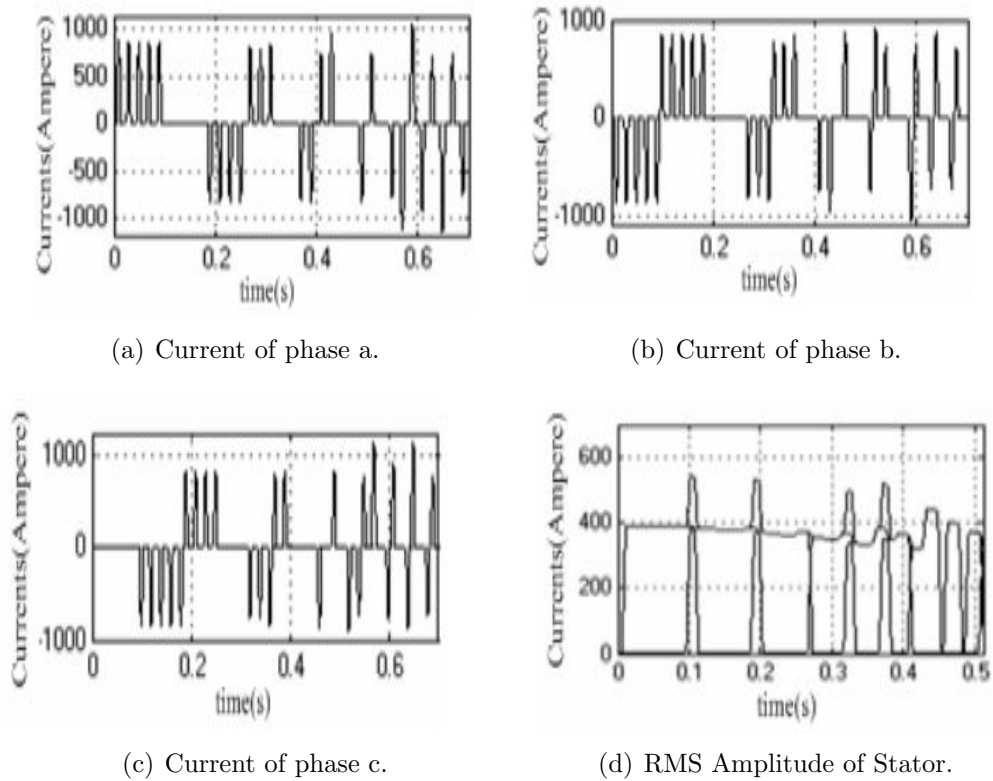 Currents(Ampere)
1000
500
0
-500
-1000
0
0.2
0.4
0.6
time(s)
(a) Current of phase a.
Currents(Ampere)
1000
0
-1000
0
0.2
0.4
0.6
time(s)
(b) Current of phase b.
Currents(Ampere)
1000
0
-1000
0
0.2
0.4
0.6
time(s)
(c) Current of phase c.
Currents(Ampere)
600
400
200
0
0
0.1
0.2
0.3
0.4
0.5
time(s)
(d) RMS Amplitude of Stator.